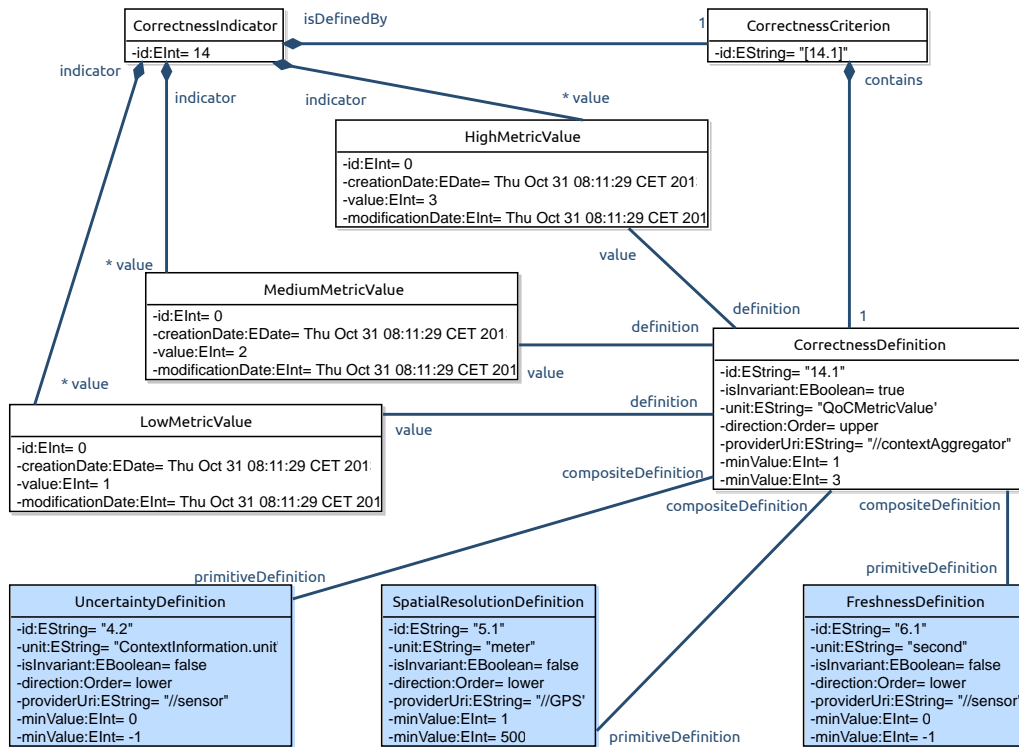 CorrectnessIndicator
-id:EInt= 14
isDefinedBy
1
CorrectnessCriterion
-id:EString= "[14.1]"
indicator
indicator
indicator
* value
contains
HighMetricValue
-id:EInt= 0
-creationDate:EDate= Thu Oct 31 08:11:29 CET 201
-value:EInt= 3
-modificationDate:EInt= Thu Oct 31 08:11:29 CET 201
value
definition
* value
MediumMetricValue
-id:EInt= 0
-creationDate:EDate= Thu Oct 31 08:11:29 CET 201
-value:EInt= 2
-modificationDate:EInt= Thu Oct 31 08:11:29 CET 201
definition
value
1
CorrectnessDefinition
-id:EString= "14.1"
-isInvariant:EBoolean= true
-unit:EString= "QoCMetricValue'
-direction:Order= upper
-providerUri:EString= "//contextAggregator"
-minValue:EInt= 1
-minValue:EInt= 3
* value
LowMetricValue
-id:EInt= 0
-creationDate:EDate= Thu Oct 31 08:11:29 CET 201
-value:EInt= 1
-modificationDate:EInt= Thu Oct 31 08:11:29 CET 201
definition
value
compositeDefinition
compositeDefinition
compositeDefinition
primitiveDefinition
primitiveDefinition
UncertaintyDefinition
-id:EString= "4.2"
-unit:EString= "ContextInformation.unit'
-isInvariant:EBoolean= false
-direction:Order= lower
-providerUri:EString= "//sensor"
-minValue:EInt= 0
-minValue:EInt= -1
SpatialResolutionDefinition
-id:EString= "5.1"
-unit:EString= "meter"
-isInvariant:EBoolean= false
-direction:Order= lower
-providerUri:EString= "//GPS'
-minValue:EInt= 1
-minValue:EInt= 500
primitiveDefinition
FreshnessDefinition
-id:EString= "6.1"
-unit:EString= "second"
-isInvariant:EBoolean= false
-direction:Order= lower
-providerUri:EString= "//sensor'
-minValue:EInt= 0
-minValue:EInt= -1